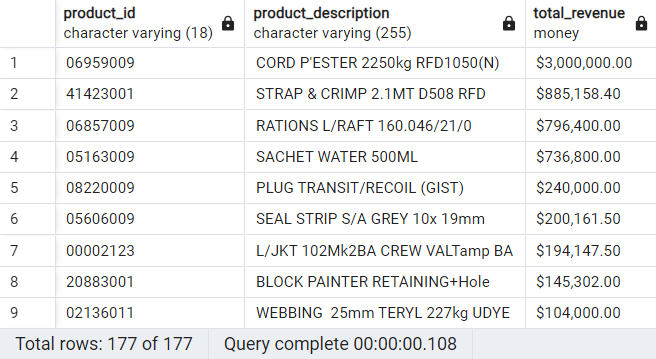 product_id product_description total_revenue
character varying (18) character varying (255) money
1 06959009 CORD P'ESTER 2250kg RFD1050(N) $3,000,000.00
2 41423001 STRAP & CRIMP 2.1MT D508 RFD $885,158.40
3 06857009 RATIONS L/RAFT 160.046/21/0 $796,400.00
4 05163009 SACHET WATER 500ML $736,800.00
5 08220009 PLUG TRANSIT/RECOIL (GIST) $240,000.00
6 05606009 SEAL STRIP S/A GREY 10x 19mm $200,161.50
7 00002123 L/JKT 102Mk2BA CREW VALTamp BA $194,147.50
8 20883001 BLOCK PAINTER RETAINING+Hole $145,302.00
9 02136011 WEBBING  25mm TERYL 227kg UDYE $104,000.00
Total rows: 177 of 177 Query complete 00:00:00.108